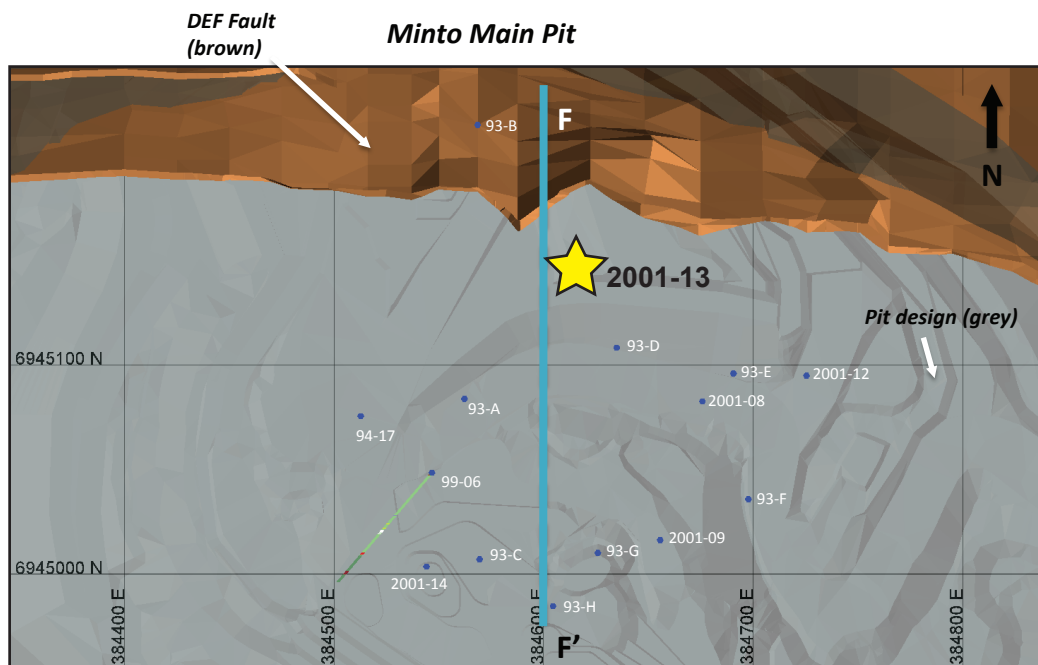 DEF Fault
(brown)
Minto Main Pit
93-B
F
N
2001-13
Pit design (grey)
6945100 N
93-D
93-E
2001-12
2001-08
93-A
94-17
99-06
93-F
2001-09
93-G
93-C
2001-14
6945000 N
93-H
384400 E
384500 E
384600 E
384700 E
384800 E
F'